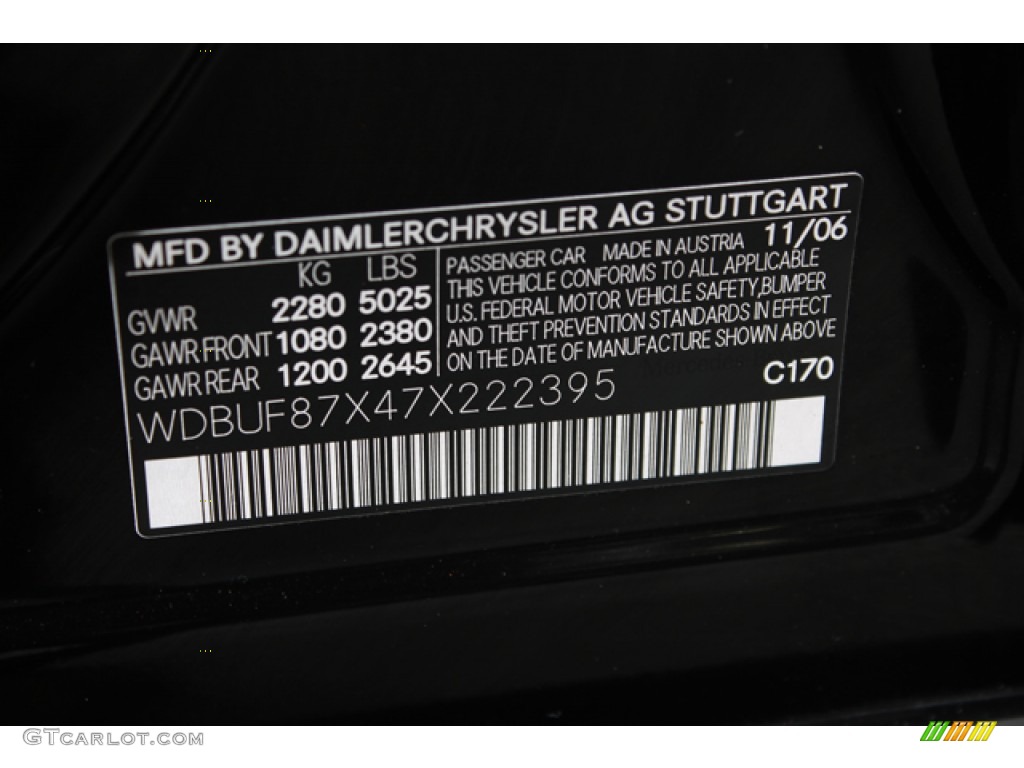 MFD BY DAIMLERCHRYSLER AG STUTTGART
KG LBS
GVWR 2280 5025
GAWR FRONT 1080 2380
GAWR REAR 1200 2645
PASSENGER CAR MADE IN AUSTRIA 11/06
THIS VEHICLE CONFORMS TO ALL APPLICABLE
U.S. FEDERAL MOTOR VEHICLE SAFETY,BUMPER
AND THEFT PREVENTION STANDARDS IN EFFECT
ON THE DATE OF MANUFACTURE SHOWN ABOVE
WDBUF87X47X222395
C170
GTCARLOT.COM